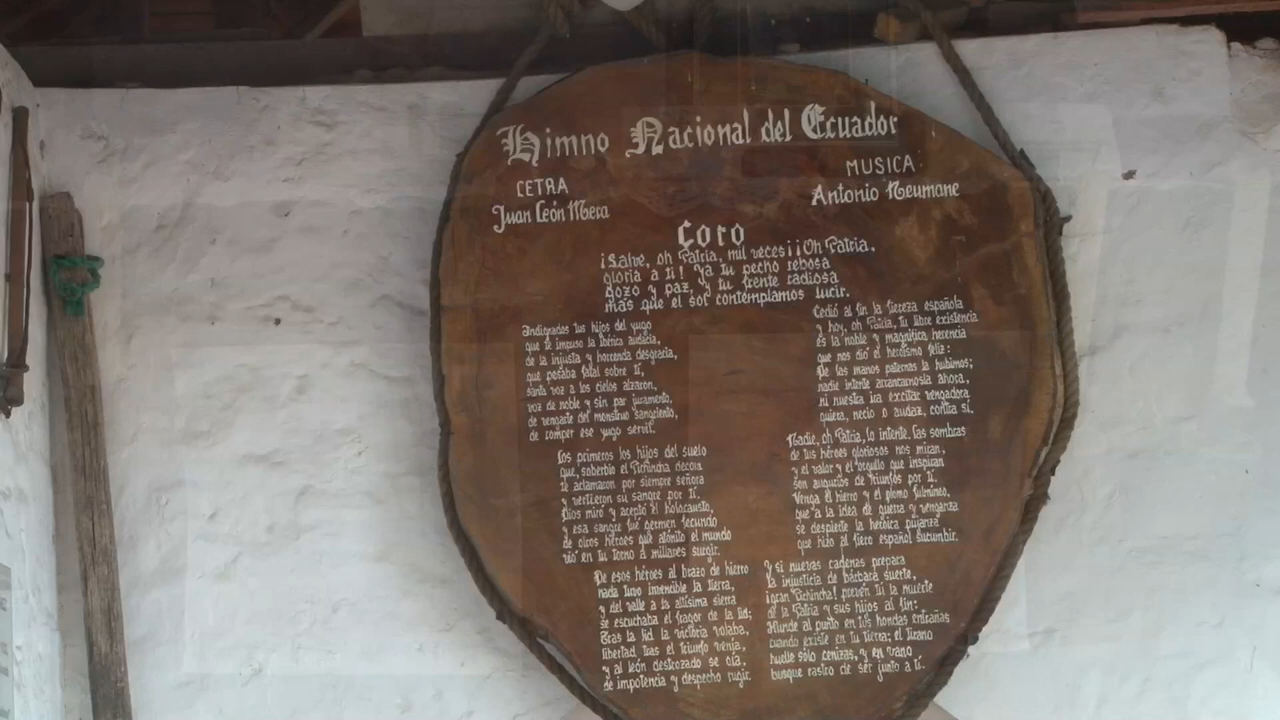 Himno Nacional del Ecuador
LETRA
Juan León Mera
MUSICA
Antonio Neumane
Coro
¡Salve, oh Patria, mil veces¡¡Oh Patria.
gloria a ti! Ya tu pecho rebosa
gozo y paz, y tu frente radiosa
más que el sol contemplamos lucir.
Indignados tus hijos del yugo
que te impuso la ibérica audacia,
de la injusta y horrenda desgracia,
que pesaba fatal sobre ti,
santa voz a los cielos alzaron,
voz de noble y sin par juramento,
de vengarte del monstruo sangriento,
de romper ese yugo servil.
Los primeros los hijos del suelo
que, soberbio el Pichincha decora
te aclamaron por siempre señora
y vertieron su sangre por ti,
Dios miró y aceptó el holocausto,
y esa sangre fué germen fecundo
de otros héroes que atónito el mundo
vió en tu torno a millares surgir.
De esos héroes al brazo de hierro
nada tuvo invencible la tierra,
y del valle a la altísima sierra
se escuchaba el fragor de la lid;
tras la lid la victoria volaba,
libertad tras el triunfo venía,
y al león destrozado se oía,
de impotencia y despecho rugir.
Cedió al fin la fiereza española
y hoy, oh Patria, tu libre existencia
es la noble y magnífica herencia
que nos dió el heroísmo feliz:
De las manos paternas la hubimos;
nadie intente arrancarnosla ahora,
ni nuestra ira excitar vengadora
quiera, necio o audaz, contra sí.
Nadie, oh Patria, lo intente. las sombras
de tus héroes gloriosos nos miran,
y el valor y el orgullo que inspiran
son augurios de triunfos por ti.
Venga el hierro y el plomo fulmíneo,
que a la idea de guerra y venganza
se despierte la heroica pujanza
que hizo al fiero español sucumbir.
Y si nuevas cadenas prepara
la injusticia de bárbara suerte,
¡gran Pichincha! prevén tú la muerte
de la Patria y sus hijos al fin:
Hunde al punto en tus hondas entrañas
cuando existe en tu tierra; el tirano
huelle sólo cenizas, y en vano
busque rastro de ser junto a ti.